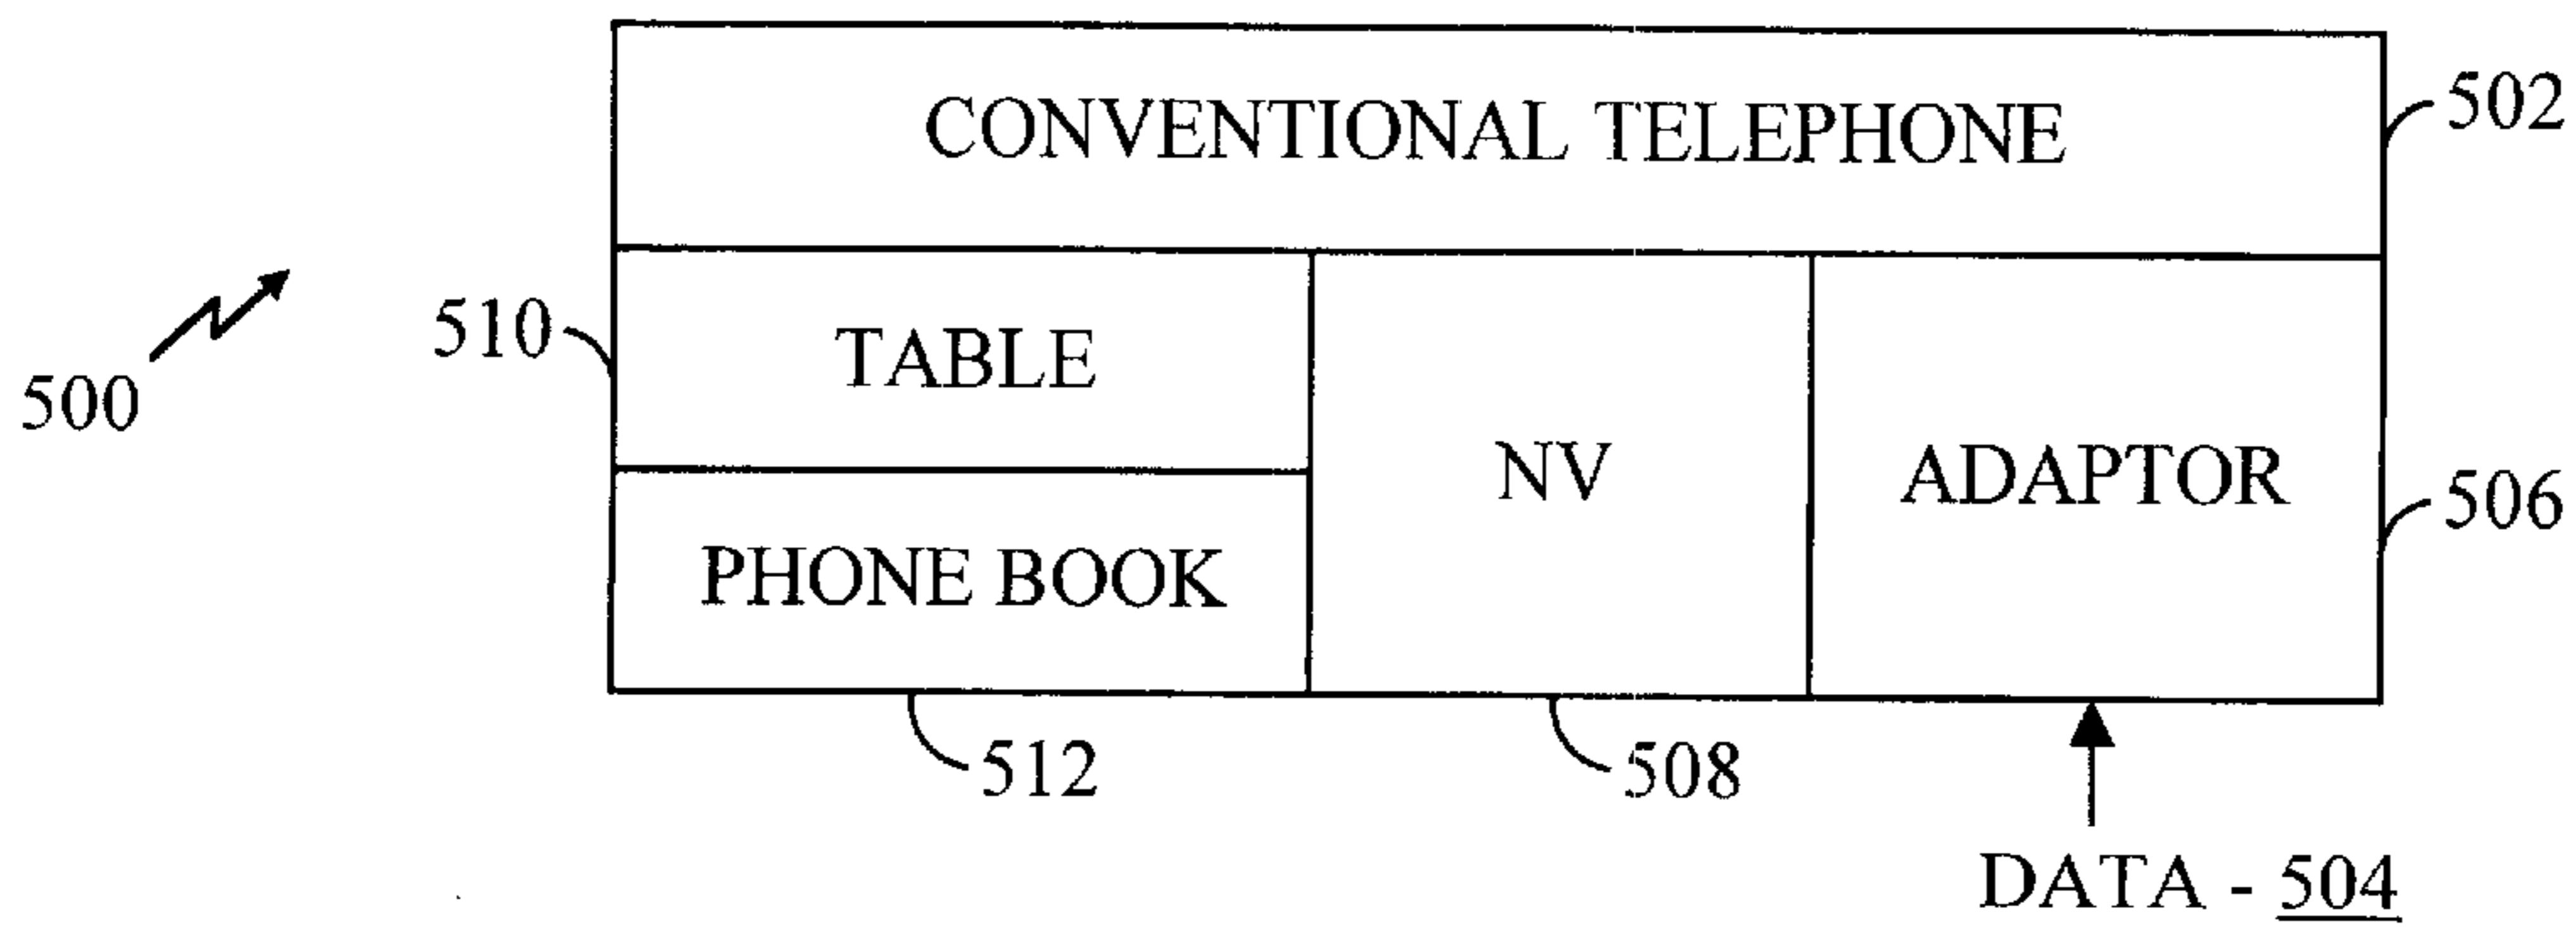 CONVENTIONAL TELEPHONE
502
500
510
TABLE
NV
ADAPTOR
506
PHONE BOOK
512
508
DATA - 504